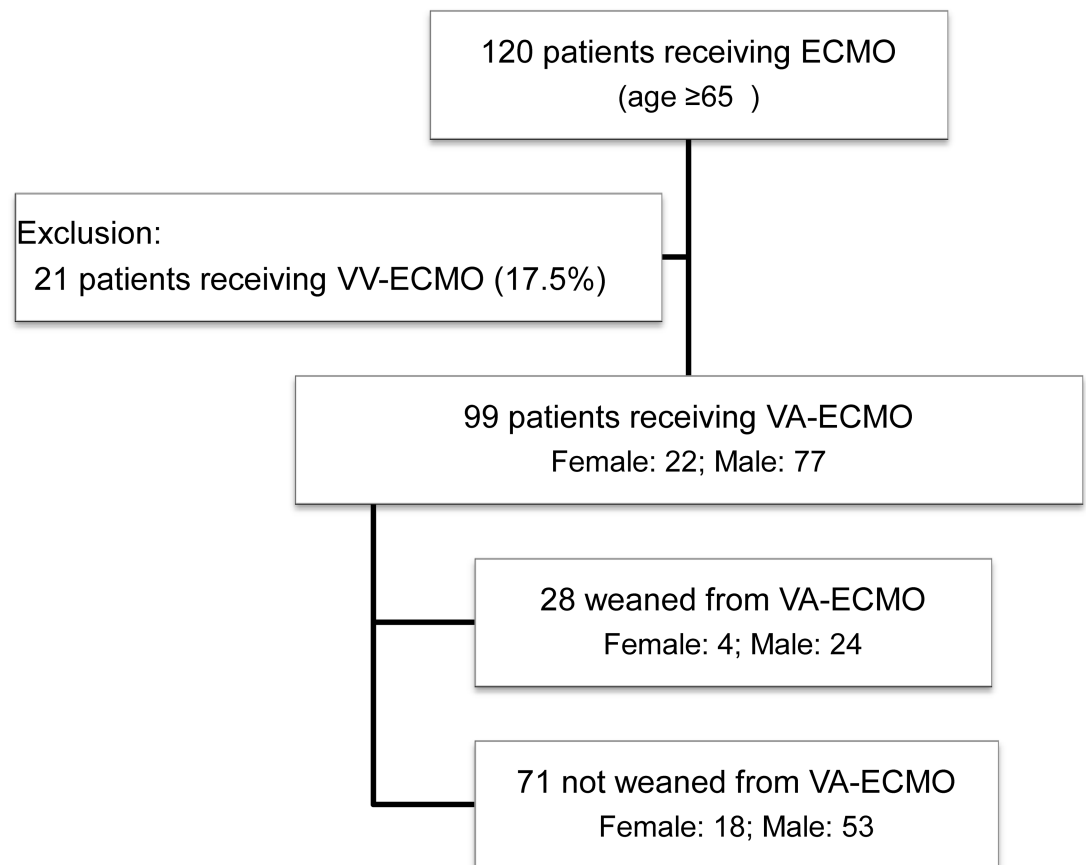 120 patients receiving ECMO
(age ≥65 )
Exclusion:
21 patients receiving VV-ECMO (17.5%)
99 patients receiving VA-ECMO
Female: 22; Male: 77
28 weaned from VA-ECMO
Female: 4; Male: 24
71 not weaned from VA-ECMO
Female: 18; Male: 53